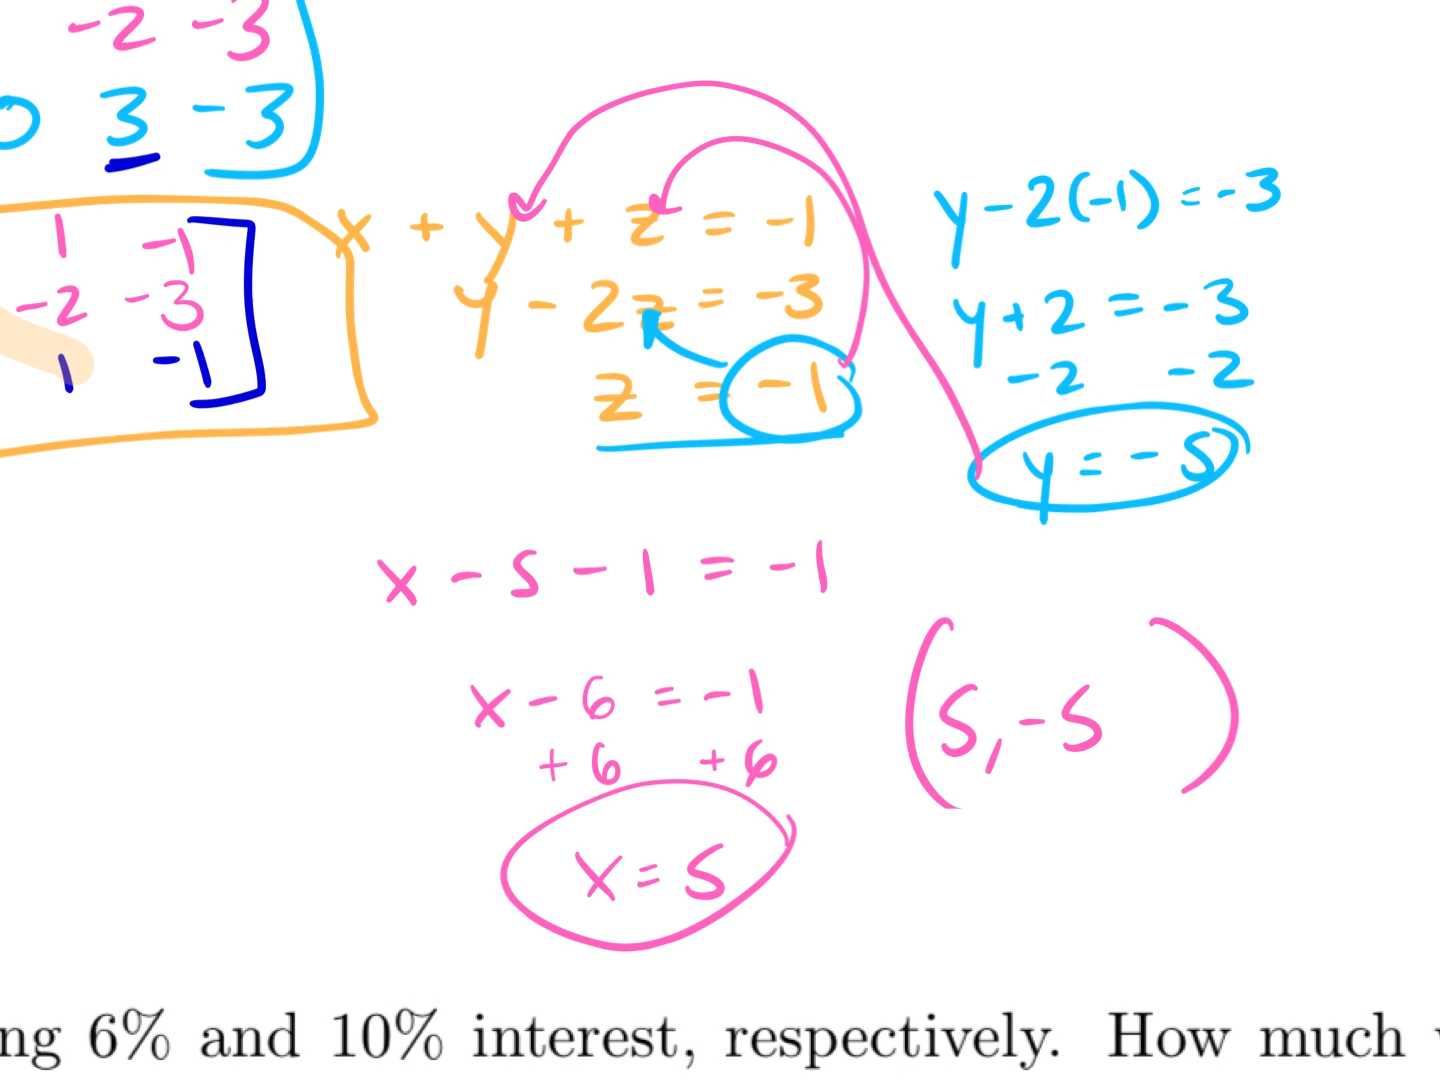 -2 -3
0 3 -3
1 -1
-2 -3
1 -1
x + y + z = -1
y - 2z = -3
z = -1
y - 2(-1) = -3
y + 2 = -3
-2 -2
y = -5
x - 5 - 1 = -1
x - 6 = -1
+6 +6
x = 5
(5, -5 )
ng 6% and 10% interest, respectively. How much